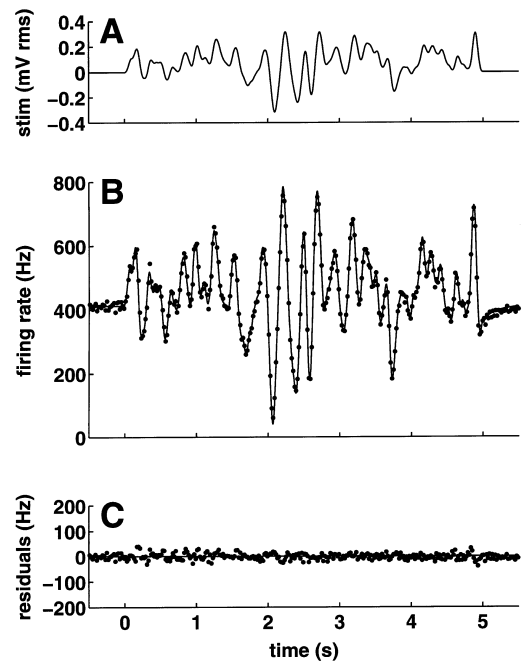 A
stim (mV rms)
0.4
0.2
0
−0.2
−0.4
B
firing rate (Hz)
800
600
400
200
0
C
residuals (Hz)
200
100
0
−100
−200
0 1 2 3 4 5
time (s)